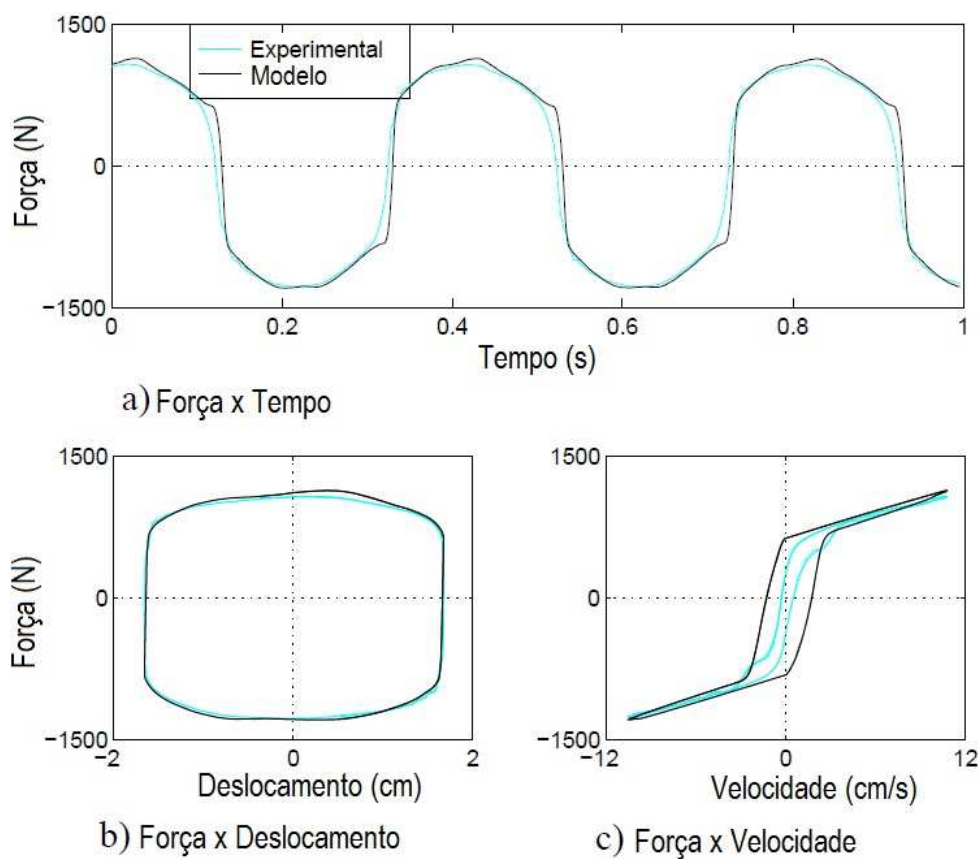 1500
Experimental
Modelo
Força (N)
0
−1500
0 0.2 0.4 0.6 0.8 1
Tempo (s)
a) Força x Tempo
1500
Força (N)
0
−1500
−2 0 2
Deslocamento (cm)
b) Força x Deslocamento
1500
0
−1500
−12 0 12
Velocidade (cm/s)
c) Força x Velocidade